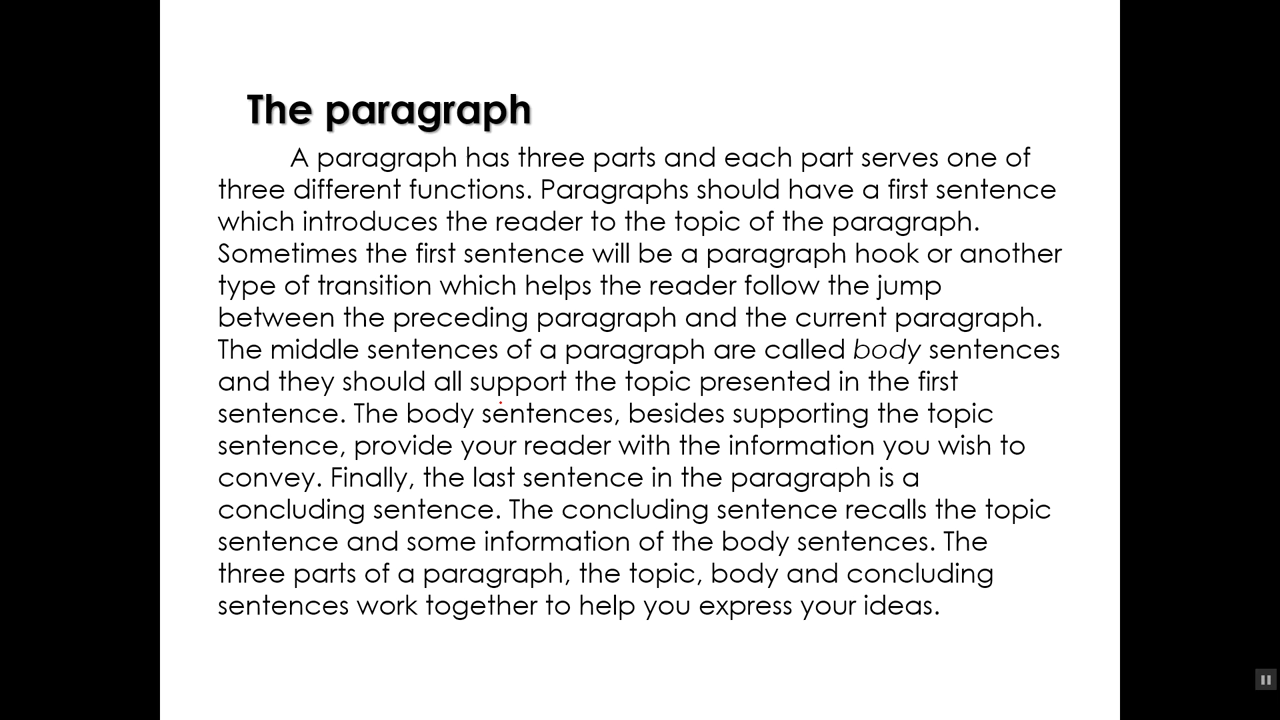 The paragraph
A paragraph has three parts and each part serves one of
three different functions. Paragraphs should have a first sentence
which introduces the reader to the topic of the paragraph.
Sometimes the first sentence will be a paragraph hook or another
type of transition which helps the reader follow the jump
between the preceding paragraph and the current paragraph.
The middle sentences of a paragraph are called body sentences
and they should all support the topic presented in the first
sentence. The body sentences, besides supporting the topic
sentence, provide your reader with the information you wish to
convey. Finally, the last sentence in the paragraph is a
concluding sentence. The concluding sentence recalls the topic
sentence and some information of the body sentences. The
three parts of a paragraph, the topic, body and concluding
sentences work together to help you express your ideas.